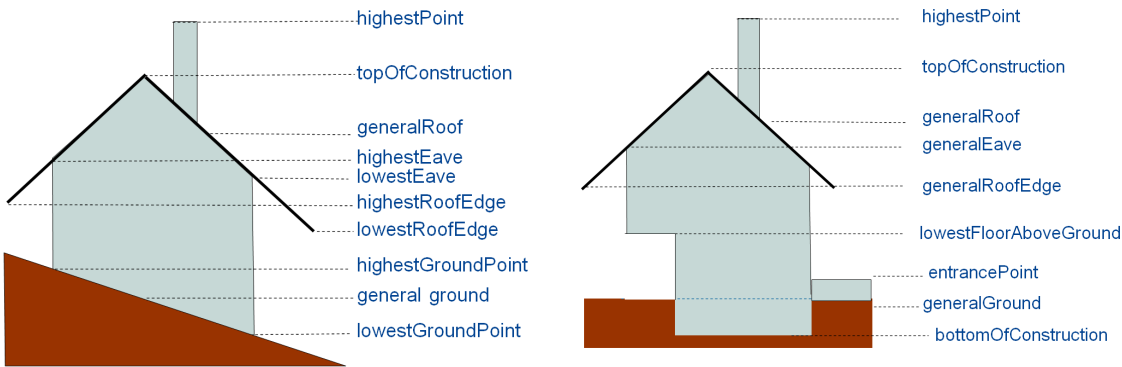 highestPoint
topOfConstruction
generalRoof
highestEave
lowestEave
highestRoofEdge
lowestRoofEdge
highestGroundPoint
general ground
lowestGroundPoint
highestPoint
topOfConstruction
generalRoof
generalEave
generalRoofEdge
lowestFloorAboveGround
entrancePoint
generalGround
bottomOfConstruction